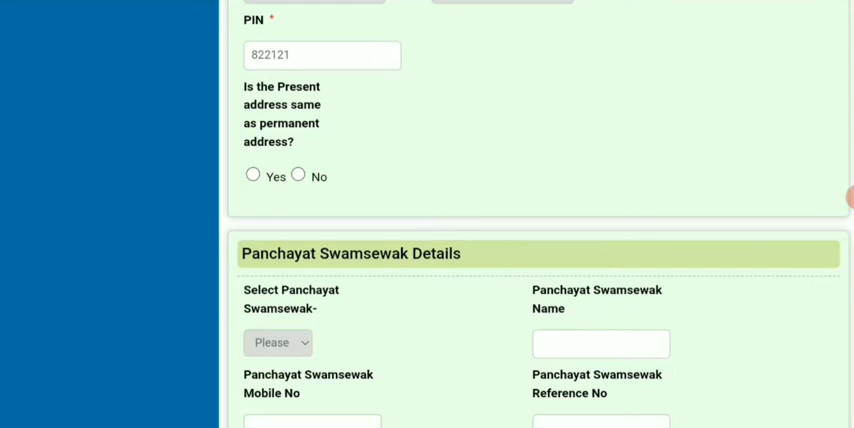 PIN *
822121
Is the Present
address same
as permanent
address?
Yes No
Panchayat Swamsewak Details
Select Panchayat
Swamsewak-
Please
Panchayat Swamsewak
Name
Panchayat Swamsewak
Mobile No
Panchayat Swamsewak
Reference No